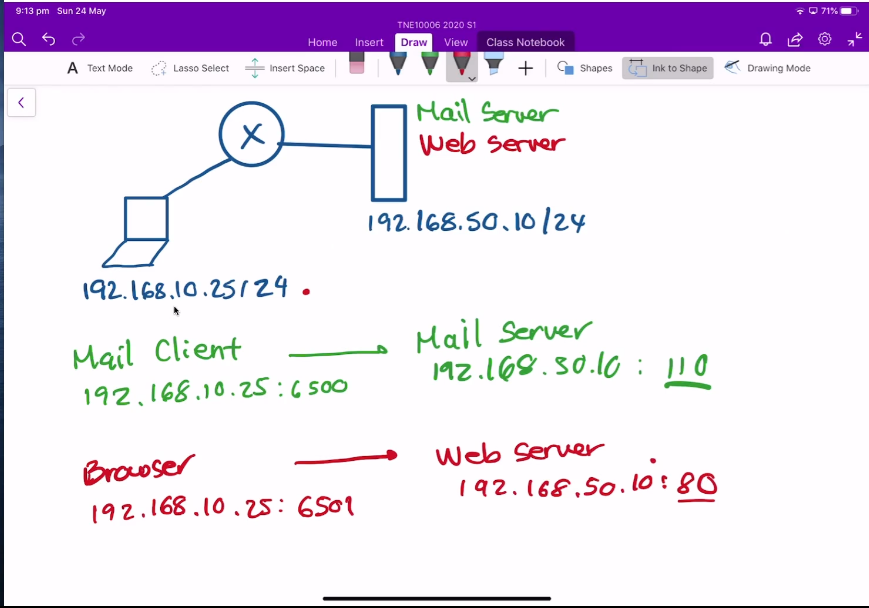 9:13 pm Sun 24 May
71%
TNE10006 2020 S1
Home Insert Draw View Class Notebook
Text Mode Lasso Select Insert Space + Shapes Ink to Shape Drawing Mode
X
Mail Server
Web Server
192.168.50.10/24
192.168.10.25/24
Mail Client
Mail Server
192.168.10.25:6500
192.168.50.10 : 110
Browser
Web Server
192.168.10.25: 6501
192.168.50.10:80